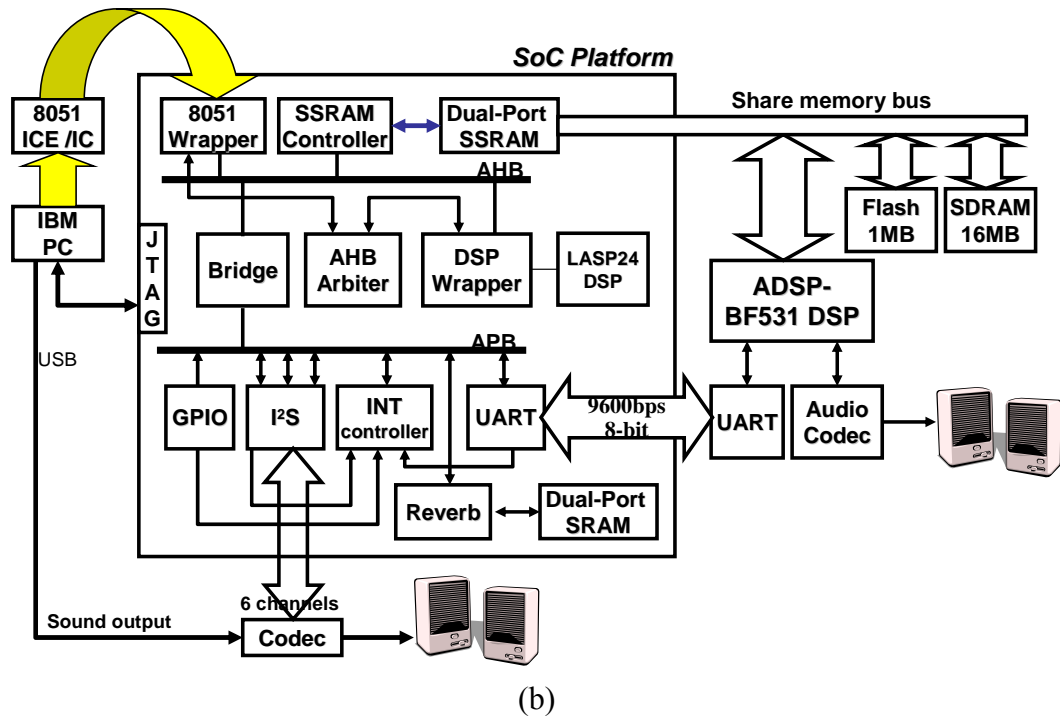 SoC Platform
8051
ICE /IC
8051
Wrapper
SSRAM
Controller
Dual-Port
SSRAM
Share memory bus
AHB
IBM
PC
JTAG
Bridge
AHB
Arbiter
DSP
Wrapper
LASP24
DSP
Flash
1MB
SDRAM
16MB
ADSP-
BF531 DSP
USB
APB
GPIO
I²S
INT
controller
UART
9600bps
8-bit
UART
Audio
Codec
Reverb
Dual-Port
SRAM
6 channels
Sound output
Codec
(b)